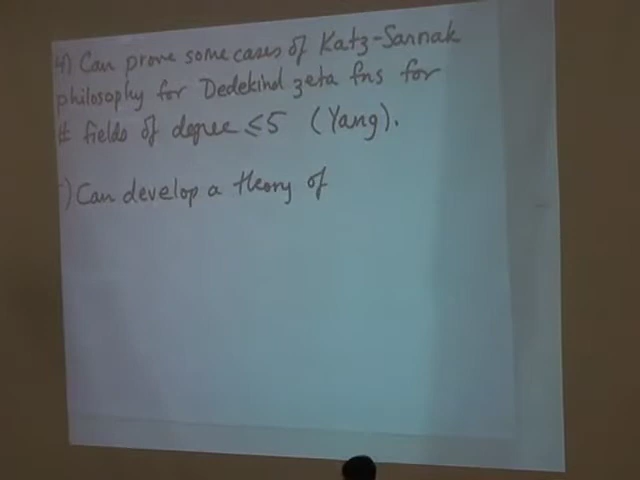 4) Can prove some cases of Katz-Sarnak
philosophy for Dedekind zeta fns for
# fields of degree ≤5 (Yang).
) Can develop a theory of